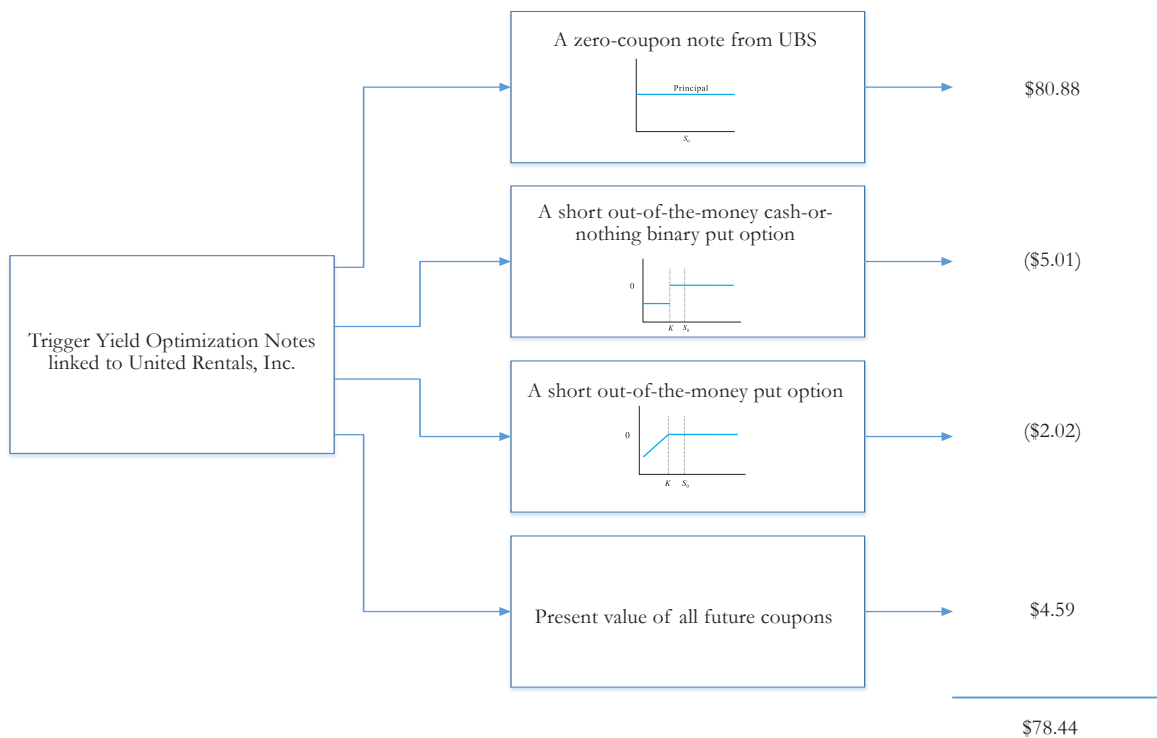 A zero-coupon note from UBS
Principal
S₀
$80.88
A short out-of-the-money cash-or-
nothing binary put option
0
K S₀
($5.01)
Trigger Yield Optimization Notes
linked to United Rentals, Inc.
A short out-of-the-money put option
0
K S₀
($2.02)
Present value of all future coupons
$4.59
$78.44